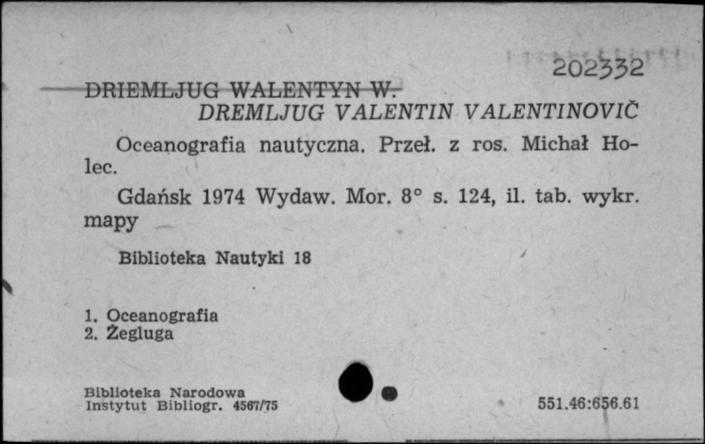 202332
DRIEMLJUG WALENTYN W.
DREMLJUG VALENTIN VALENTINOVIČ
Oceanografia nautyczna. Przeł. z ros. Michał Ho-
lec.
Gdańsk 1974 Wydaw. Mor. 8° s. 124, il. tab. wykr.
mapy
Biblioteka Nautyki 18
1. Oceanografia
2. Żegluga
Biblioteka Narodowa
Instytut Bibliogr. 4567/75
551.46:656.61